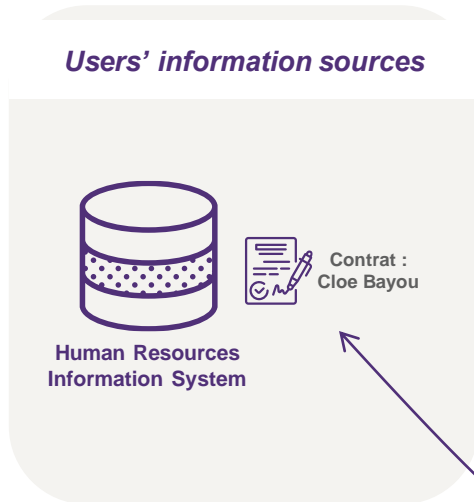 Users’ information sources
Contrat :
Cloe Bayou
Human Resources
Information System